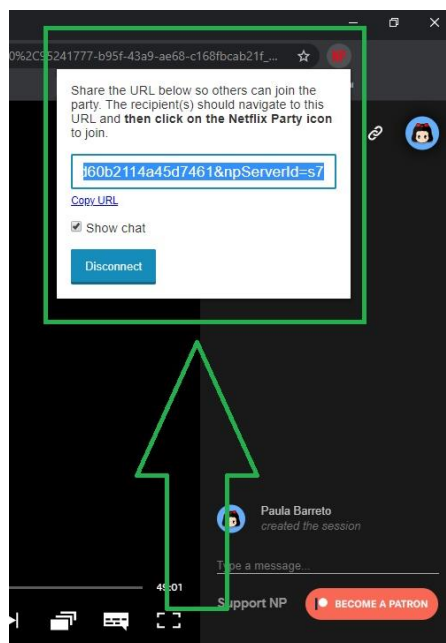 0%2C95241777-b95f-43a9-ae68-c168fbcab21f_...
Share the URL below so others can join the
party. The recipient(s) should navigate to this
URL and then click on the Netflix Party icon
to join.
d60b2114a45d7461&npServerId=s7
Copy URL
Show chat
Disconnect
Paula Barreto
created the session
Type a message...
49:01
Support NP
BECOME A PATRON